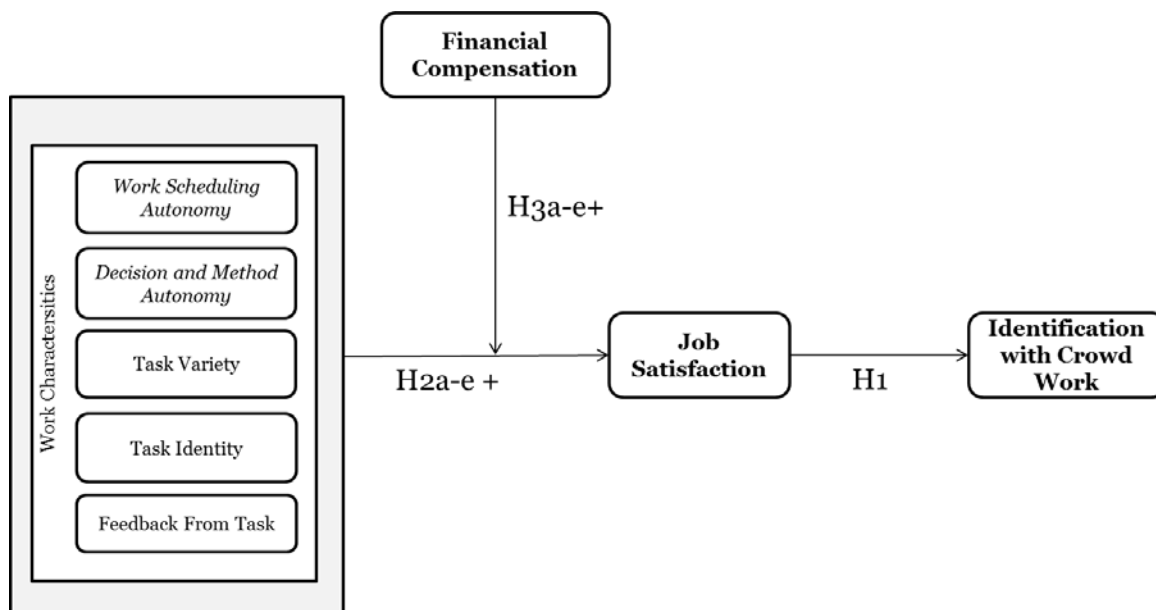 Financial
Compensation
H3a-e+
Work Charactersitics
Work Scheduling
Autonomy
Decision and Method
Autonomy
Task Variety
Task Identity
Feedback From Task
H2a-e +
Job
Satisfaction
H1
Identification
with Crowd
Work